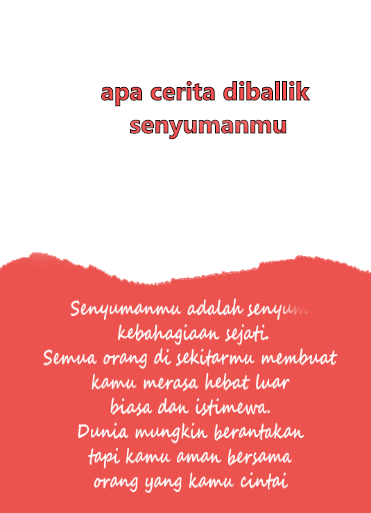 apa cerita diballik
senyumanmu
Senyumanmu adalah senyum
kebahagiaan sejati.
Semua orang di sekitarmu membuat
kamu merasa hebat luar
biasa dan istimewa.
Dunia mungkin berantakan
tapi kamu aman bersama
orang yang kamu cintai